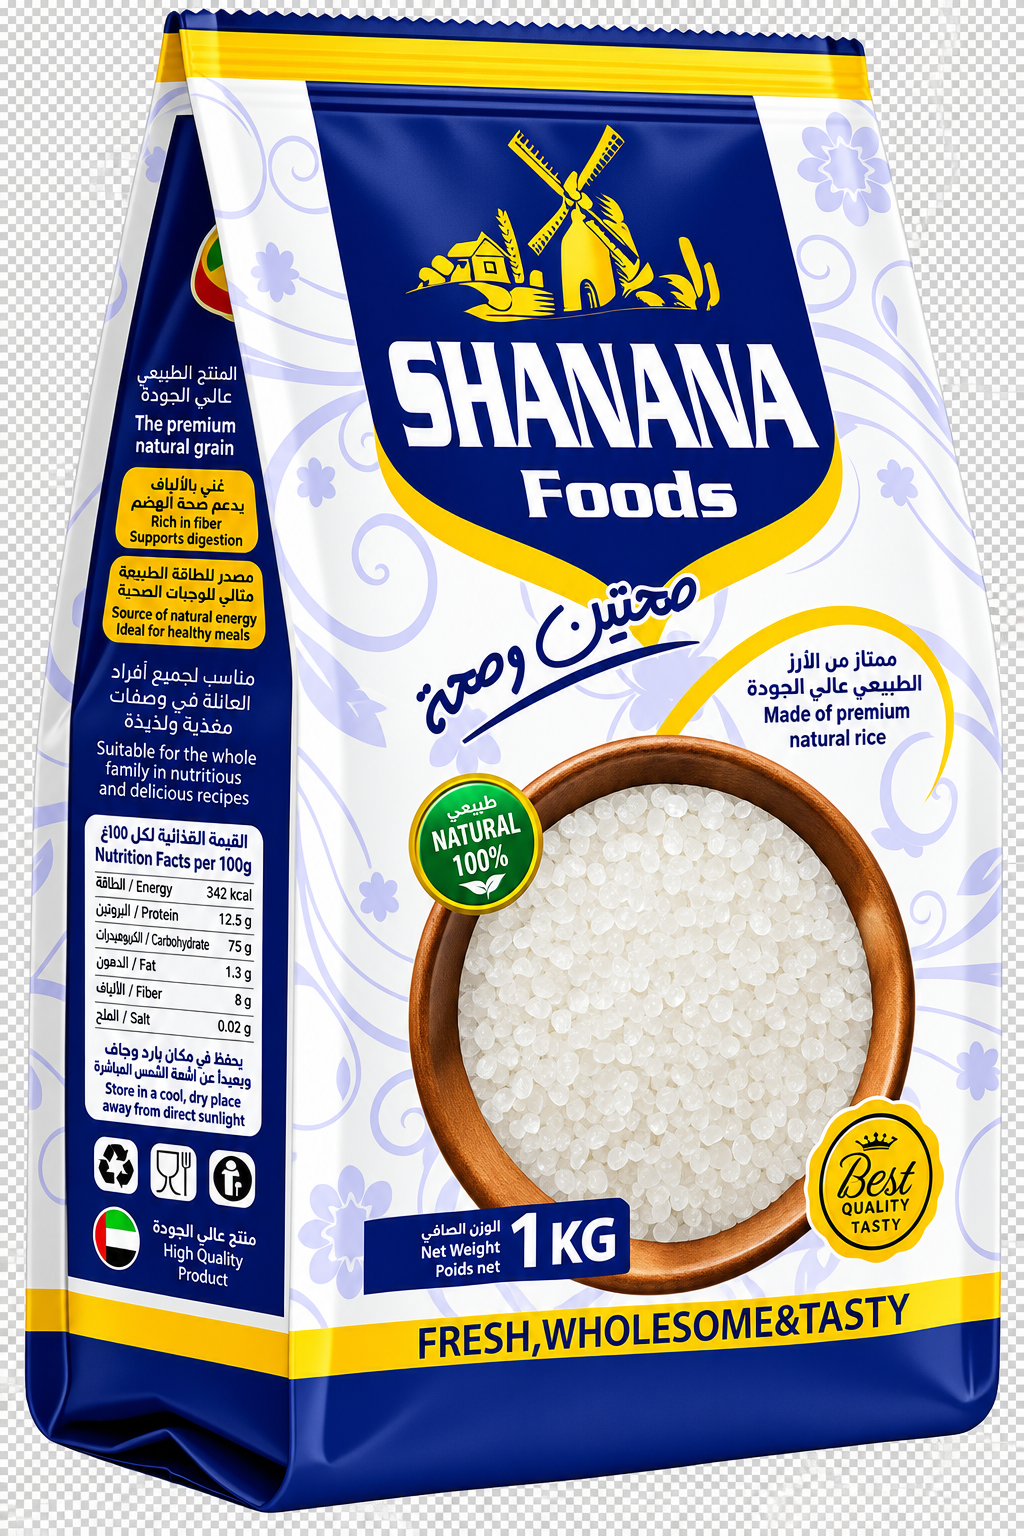 SHANANA
Foods
صحتين وصحة
ممتاز من الأرز
الطبيعي عالي الجودة
Made of premium
natural rice
طبيعي
NATURAL
100%
Best
QUALITY
TASTY
الوزن الصافي
Net Weight
Poids net
1 KG
FRESH,WHOLESOME&TASTY
المنتج الطبيعي
عالي الجودة
The premium
natural grain
غني بالألياف
يدعم صحة الهضم
Rich in fiber
Supports digestion
مصدر للطاقة الطبيعة
مثالي للوجبات الصحية
Source of natural energy
Ideal for healthy meals
مناسب لجميع أفراد
العائلة في وصفات
مغذية ولذيذة
Suitable for the whole
family in nutritious
and delicious recipes
القيمة القذائية لكل 100غ
Nutrition Facts per 100g
الطاقة / Energy 342 kcal
البروتين / Protein 12.5 g
الكربوهيدرات / Carbohydrate 75 g
الدهون / Fat 1.3 g
الألياف / Fiber 8 g
الملح / Salt 0.02 g
يحفظ في مكان بارد وجاف
وبعيداً عن اشعة الشمس المباشرة
Store in a cool, dry place
away from direct sunlight
منتج عالي الجودة
High Quality
Product